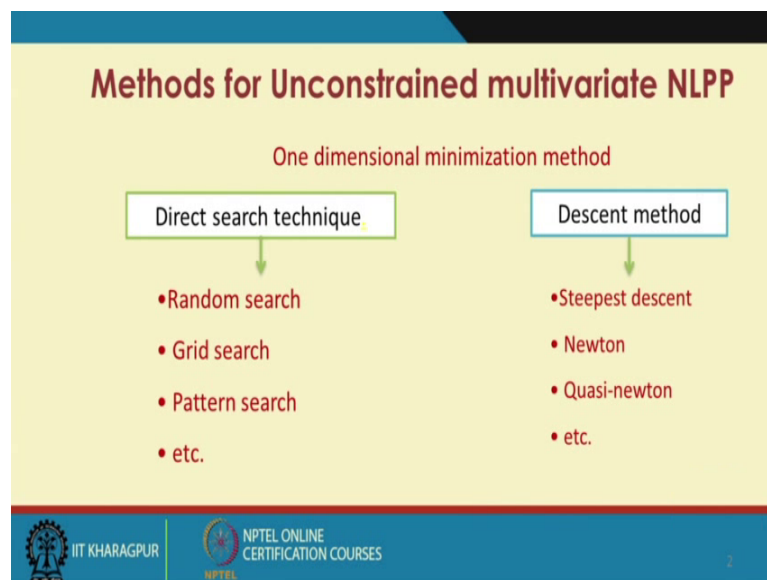 Methods for Unconstrained multivariate NLPP
One dimensional minimization method
Direct search technique
•Random search
• Grid search
• Pattern search
• etc.
Descent method
•Steepest descent
• Newton
• Quasi-newton
• etc.
IIT KHARAGPUR
NPTEL
NPTEL ONLINE
CERTIFICATION COURSES
2